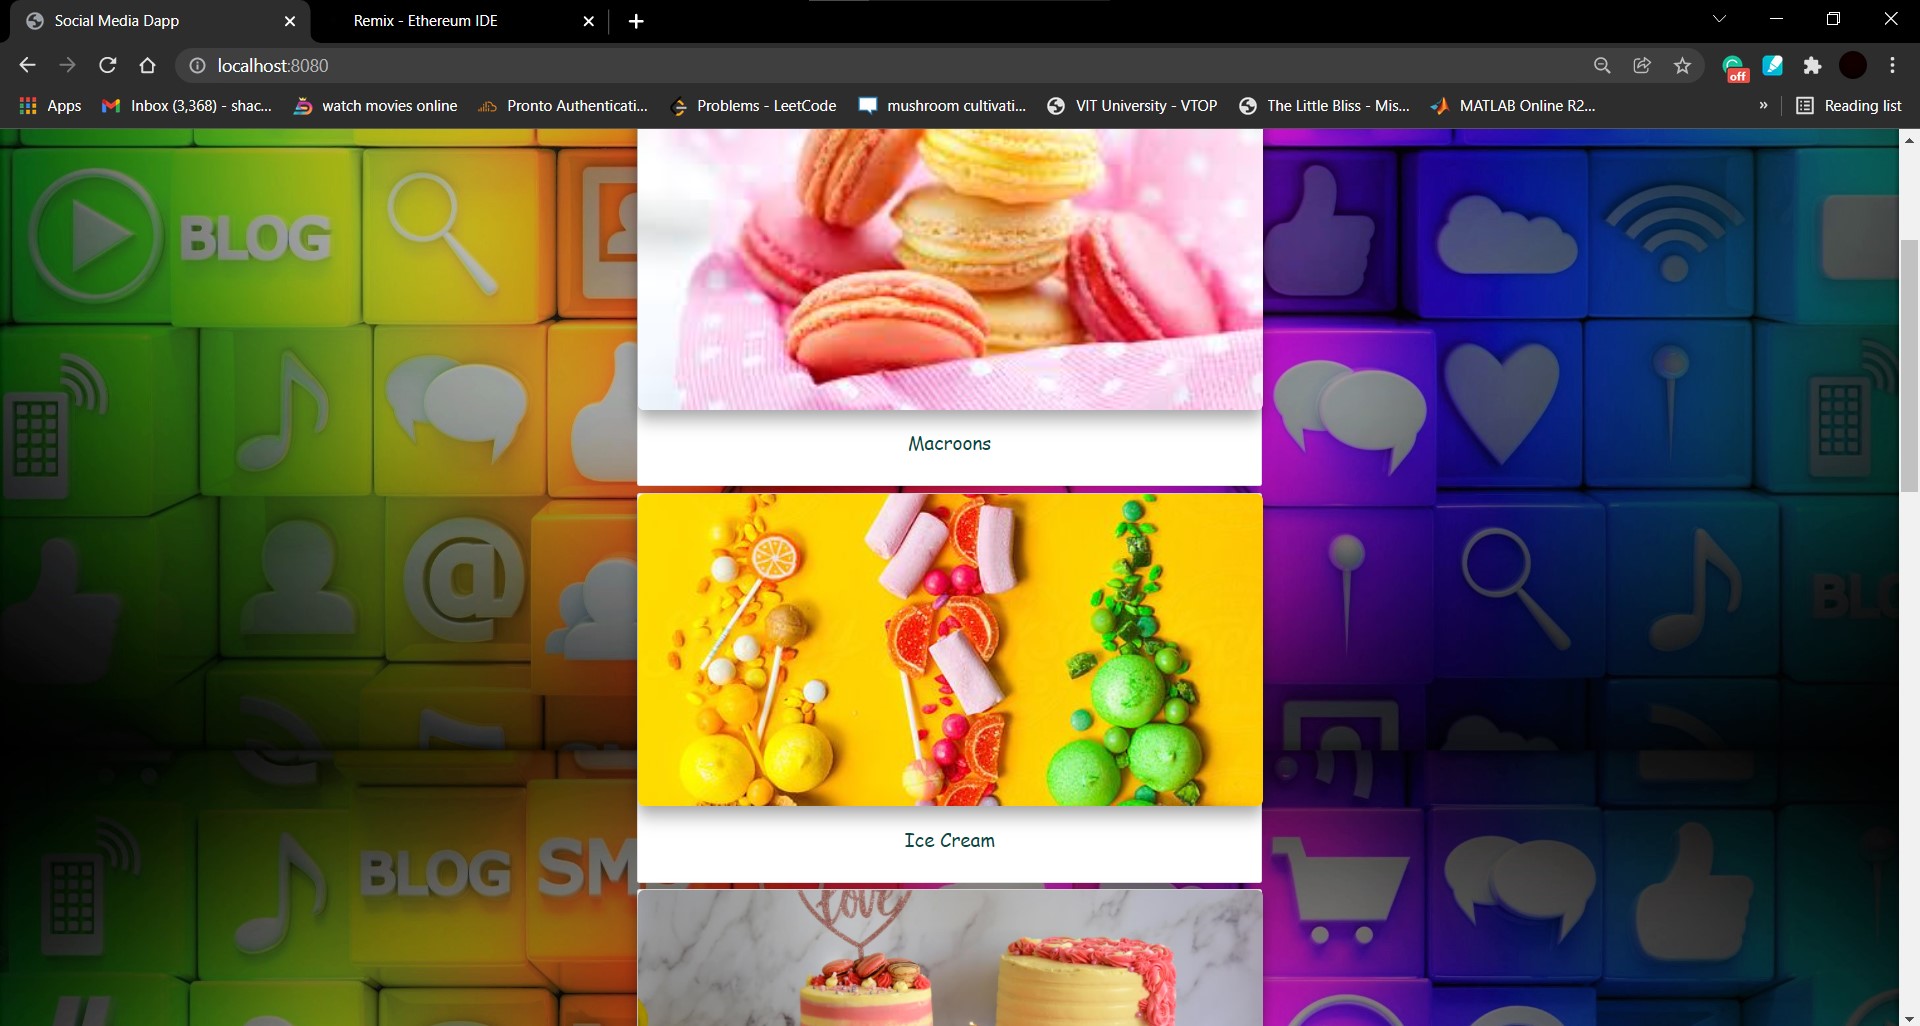 Social Media Dapp
Remix - Ethereum IDE
localhost:8080
off
Apps
Inbox (3,368) - shac...
watch movies online
Pronto Authenticati...
Problems - LeetCode
mushroom cultivati...
VIT University - VTOP
The Little Bliss - Mis...
MATLAB Online R2...
»
Reading list
BLOG
Macroons
@
BLO
Ice Cream
BLOG
SM
love